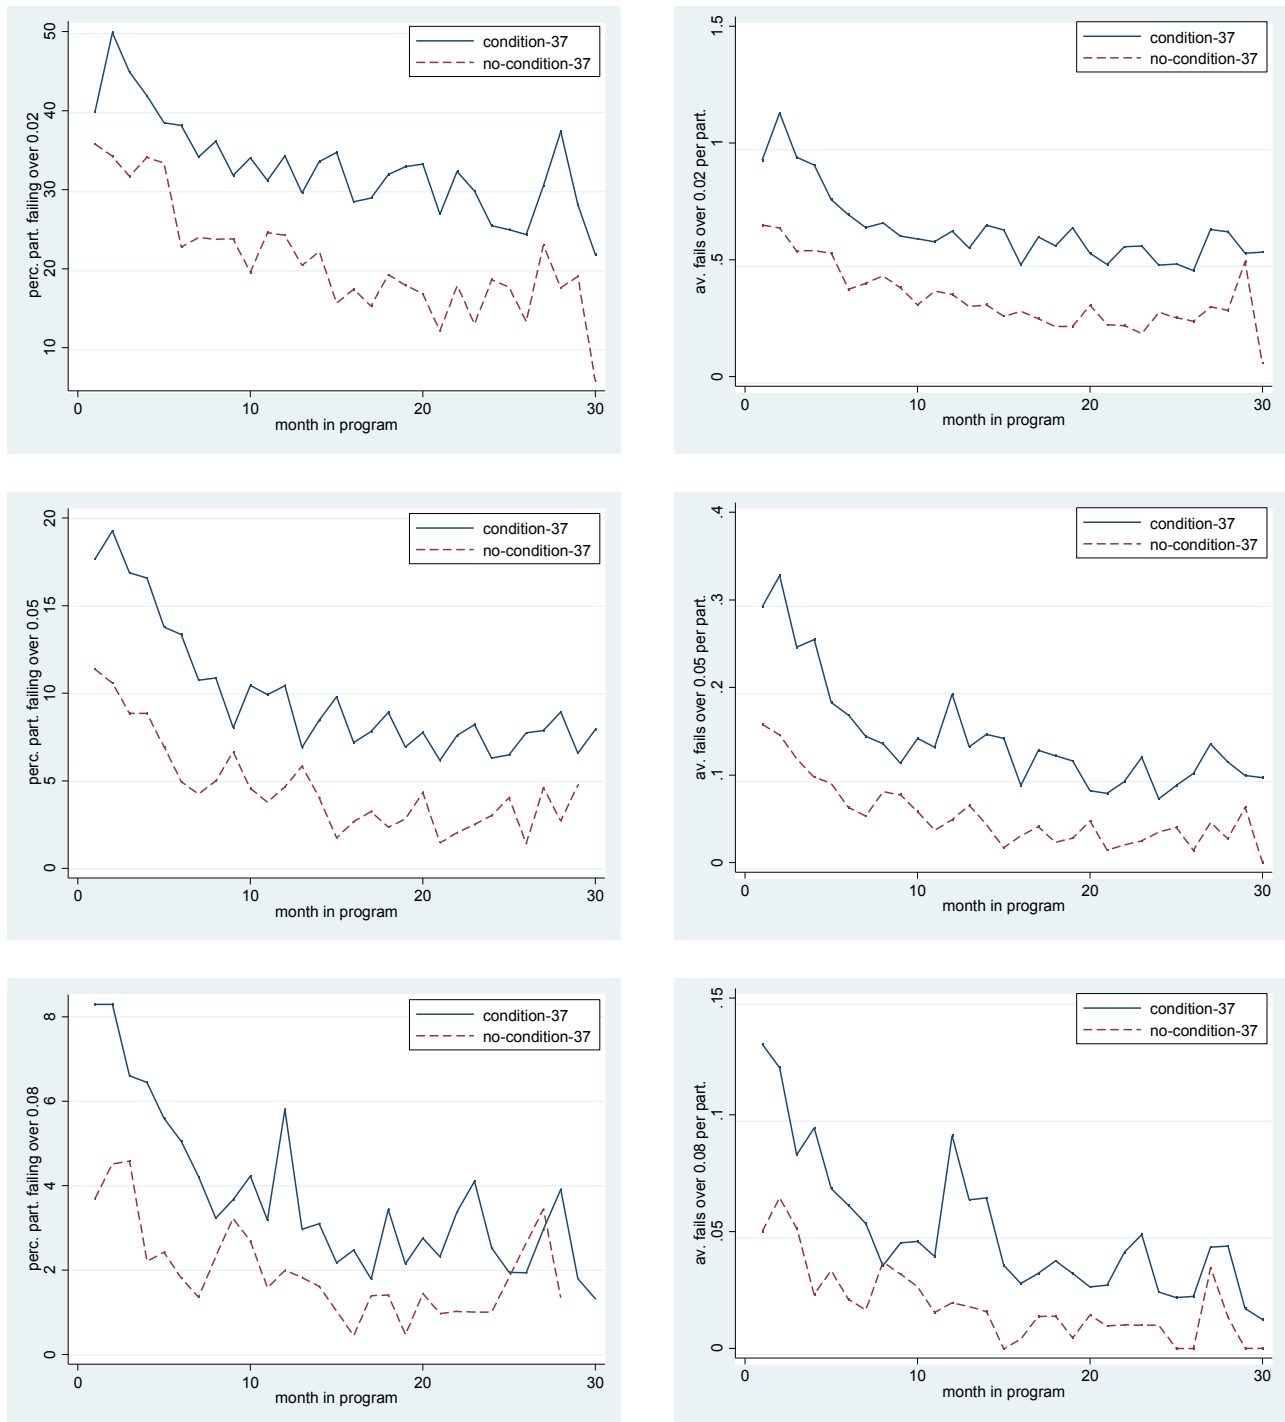 perc. part. failing over 0.02
50
40
30
20
10
condition-37
no-condition-37
0 10 20 30
month in program
av. fails over 0.02 per part.
1.5
1
.5
0
condition-37
no-condition-37
0 10 20 30
month in program
perc. part. failing over 0.05
20
15
10
5
0
condition-37
no-condition-37
0 10 20 30
month in program
av. fails over 0.05 per part.
.4
.3
.2
.1
0
condition-37
no-condition-37
0 10 20 30
month in program
perc. part. failing over 0.08
8
6
4
2
0
condition-37
no-condition-37
0 10 20 30
month in program
av. fails over 0.08 per part.
.15
.1
.05
0
condition-37
no-condition-37
0 10 20 30
month in program